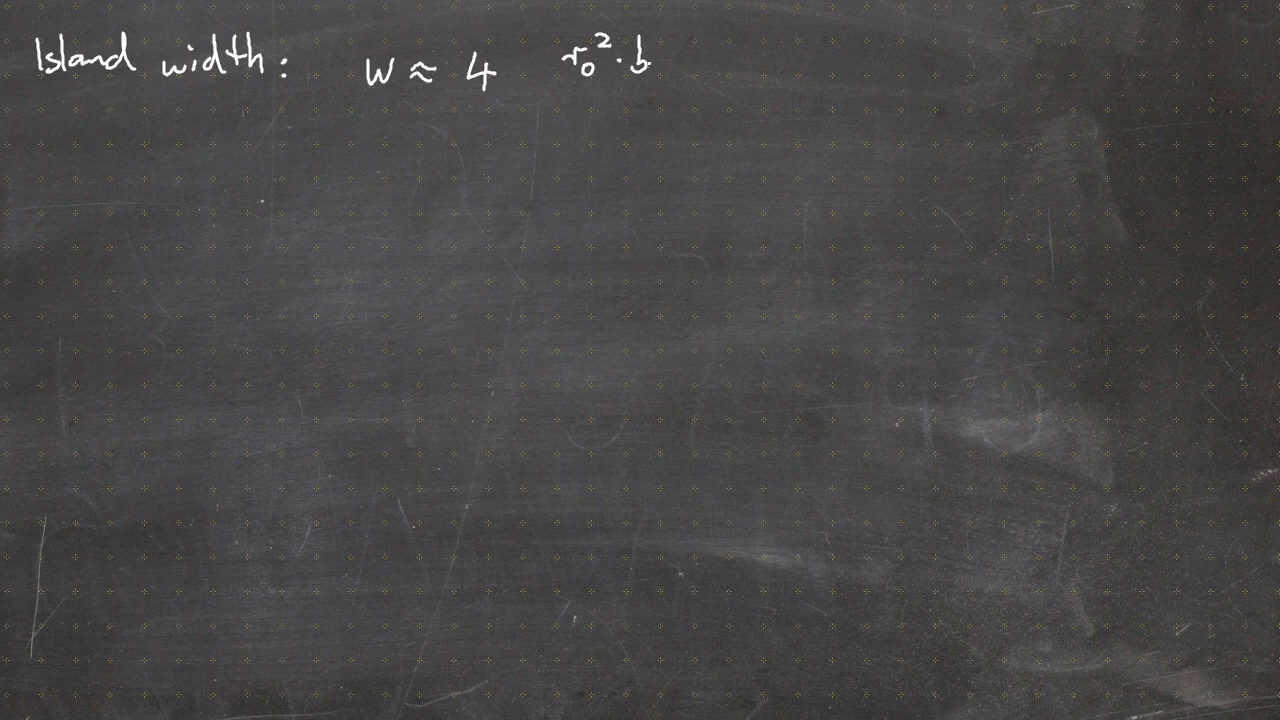 Island width: W ≈ 4 r₀² · b